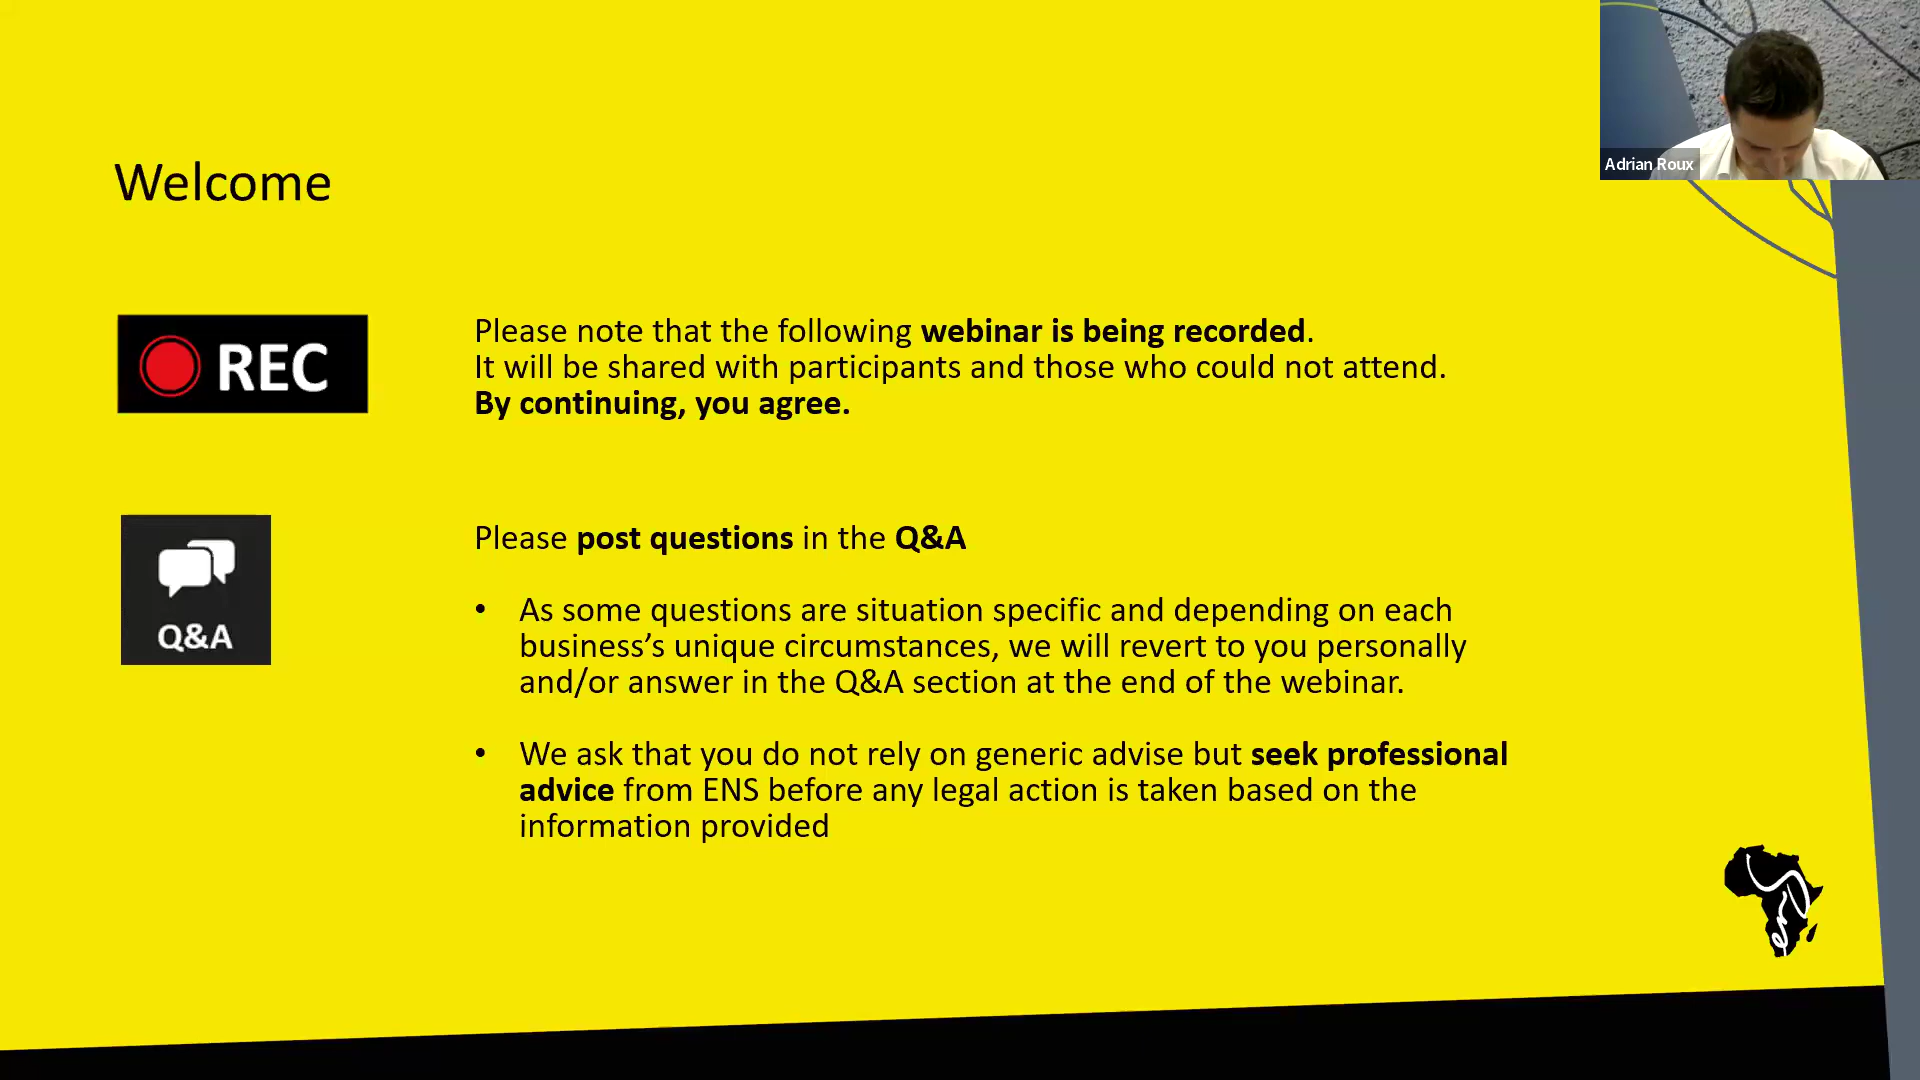 Adrian Roux
Welcome
REC
Please note that the following webinar is being recorded.
It will be shared with participants and those who could not attend.
By continuing, you agree.
Q&A
Please post questions in the Q&A
• As some questions are situation specific and depending on each
business’s unique circumstances, we will revert to you personally
and/or answer in the Q&A section at the end of the webinar.
• We ask that you do not rely on generic advise but seek professional
advice from ENS before any legal action is taken based on the
information provided
ens